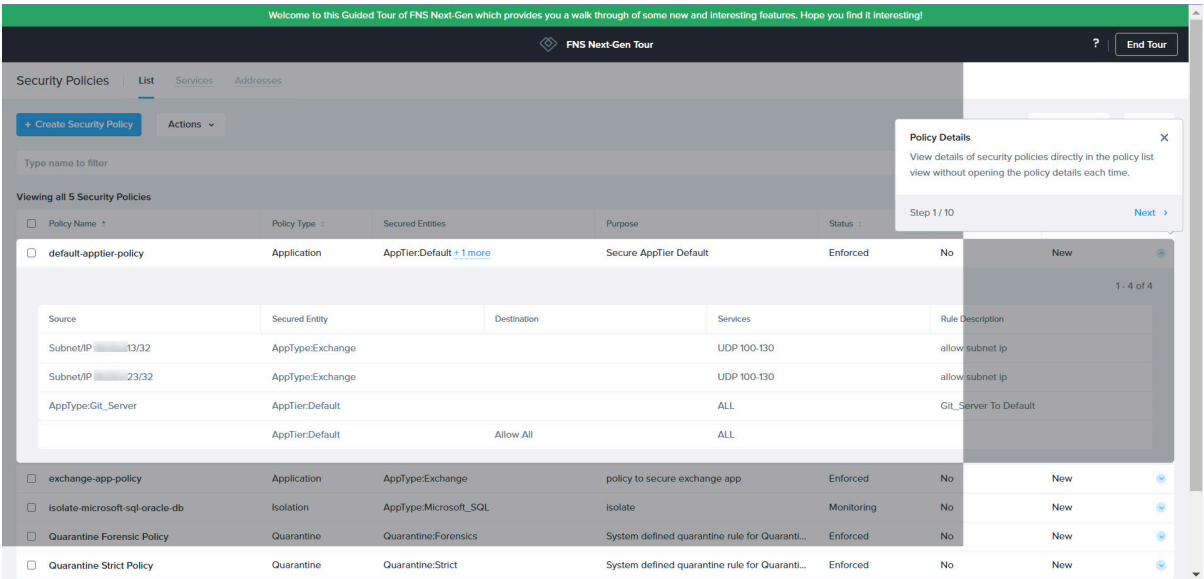 Welcome to this Guided Tour of FNS Next-Gen which provides you a walk through of some new and interesting features. Hope you find it interesting!
FNS Next-Gen Tour
? End Tour
Security Policies List Services Addresses
+ Create Security Policy Actions
Policy Details
View details of security policies directly in the policy list
view without opening the policy details each time.
Step 1 / 10 Next
Type name to filter
Viewing all 5 Security Policies
Policy Name Policy Type Secured Entities Purpose Status
default-apptier-policy Application AppTier:Default + 1 more Secure AppTier Default Enforced No New
1 - 4 of 4
Source Secured Entity Destination Services Rule Description
Subnet/IP 13/32 AppType:Exchange UDP 100-130 allow subnet ip
Subnet/IP 23/32 AppType:Exchange UDP 100-130 allow subnet ip
AppType:Git_Server AppTier:Default ALL Git_Server To Default
AppTier:Default Allow All ALL
exchange-app-policy Application AppType:Exchange policy to secure exchange app Enforced No New
isolate-microsoft-sql-oracle-db Isolation AppType:Microsoft_SQL isolate Monitoring No New
Quarantine Forensic Policy Quarantine Quarantine:Forensics System defined quarantine rule for Quaranti... Enforced No New
Quarantine Strict Policy Quarantine Quarantine:Strict System defined quarantine rule for Quaranti... Enforced No New